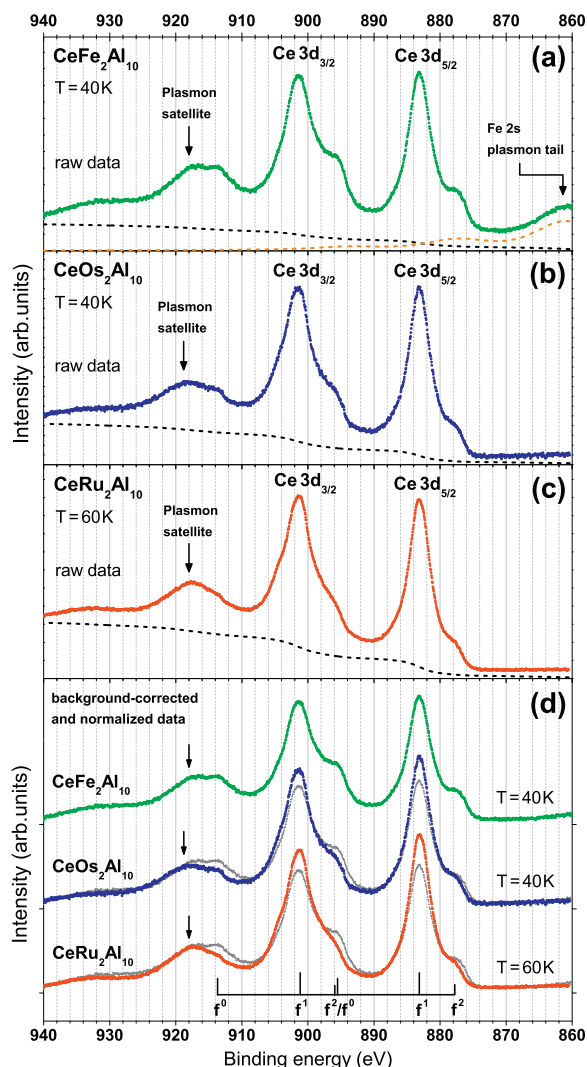 940 930 920 910 900 890 880 870 860
CeFe₂Al₁₀
T=40K
Plasmon
satellite
raw data
Ce 3d₃/₂
Ce 3d₅/₂
(a)
Fe 2s
plasmon tail
CeOs₂Al₁₀
T=40K
Plasmon
satellite
raw data
Ce 3d₃/₂
Ce 3d₅/₂
(b)
Intensity (arb.units)
CeRu₂Al₁₀
T=60K
Plasmon
satellite
raw data
Ce 3d₃/₂
Ce 3d₅/₂
(c)
background-corrected
and normalized data
(d)
CeFe₂Al₁₀
T=40K
CeOs₂Al₁₀
T=40K
CeRu₂Al₁₀
T=60K
Intensity (arb.units)
f⁰ f¹ f²/f⁰ f¹ f²
940 930 920 910 900 890 880 870 860
Binding energy (eV)